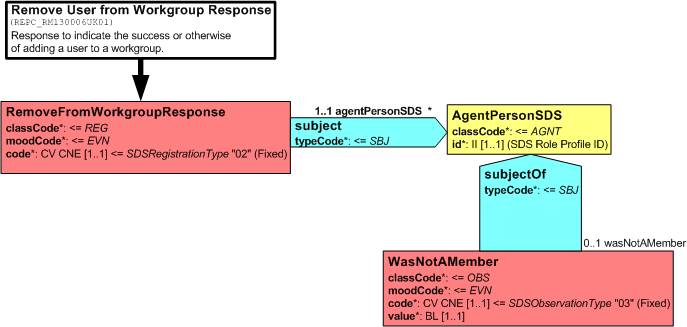 Remove User from Workgroup Response
(REPC_RM130006UK01)
Response to indicate the success or otherwise
of adding a user to a workgroup.
RemoveFromWorkgroupResponse
classCode*: <= REG
moodCode*: <= EVN
code*: CV CNE [1..1] <= SDSRegistrationType "02" (Fixed)
1..1 agentPersonSDS *
subject
typeCode*: <= SBJ
AgentPersonSDS
classCode*: <= AGNT
id*: II [1..1] (SDS Role Profile ID)
subjectOf
typeCode*: <= SBJ
0..1 wasNotAMember
WasNotAMember
classCode*: <= OBS
moodCode*: <= EVN
code*: CV CNE [1..1] <= SDSObservationType "03" (Fixed)
value*: BL [1..1]